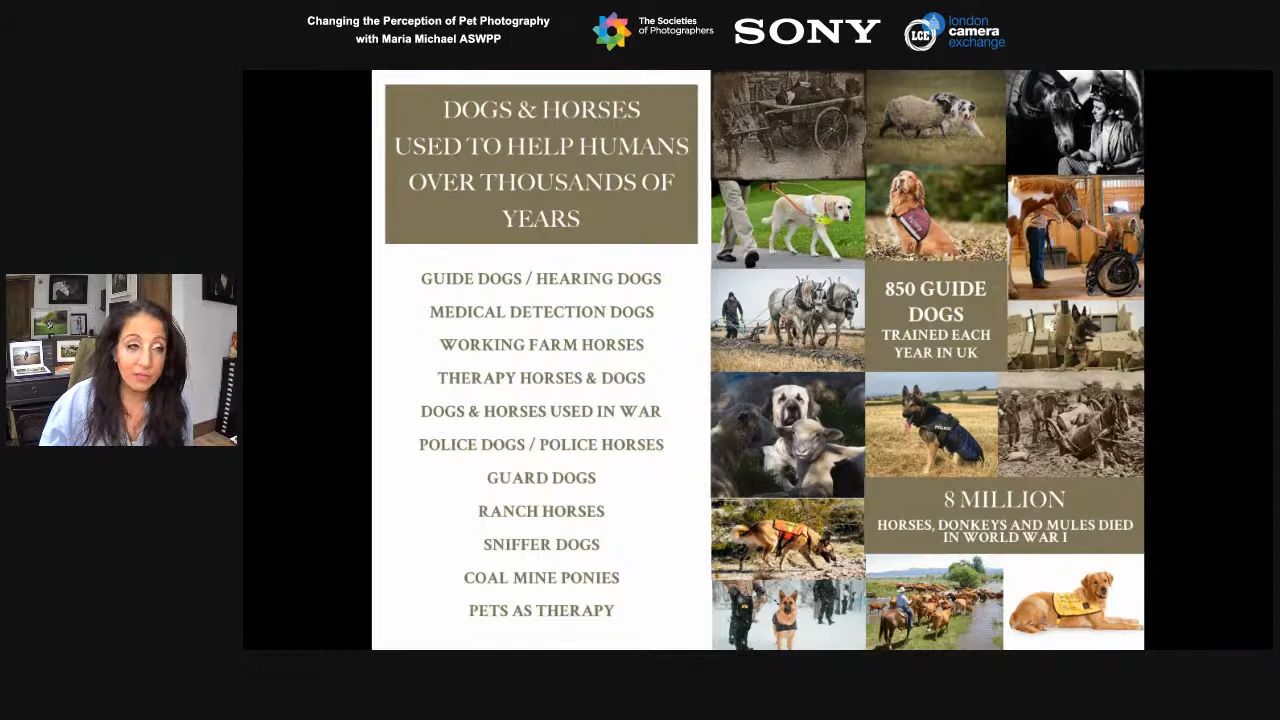 Changing the Perception of Pet Photography
with Maria Michael ASWPP
The Societies
of Photographers
SONY
LCE
london
camera
exchange
DOGS & HORSES
USED TO HELP HUMANS
OVER THOUSANDS OF
YEARS
GUIDE DOGS / HEARING DOGS
MEDICAL DETECTION DOGS
WORKING FARM HORSES
THERAPY HORSES & DOGS
DOGS & HORSES USED IN WAR
POLICE DOGS / POLICE HORSES
GUARD DOGS
RANCH HORSES
SNIFFER DOGS
COAL MINE PONIES
PETS AS THERAPY
850 GUIDE
DOGS
TRAINED EACH
YEAR IN UK
POLICE
8 MILLION
HORSES, DONKEYS AND MULES DIED
IN WORLD WAR I